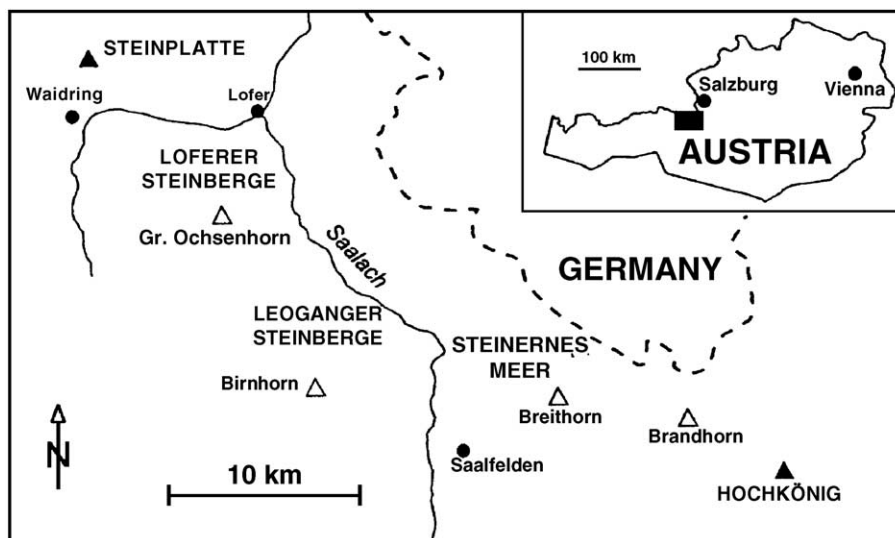 STEINPLATTE
Waidring
Lofer
LOFERER
STEINBERGE
Gr. Ochsenhorn
Saalach
LEOGANGER
STEINBERGE
Birnhorn
N
10 km
100 km
Salzburg
Vienna
AUSTRIA
GERMANY
STEINERNES
MEER
Breithorn
Brandhorn
Saalfelden
HOCHKÖNIG